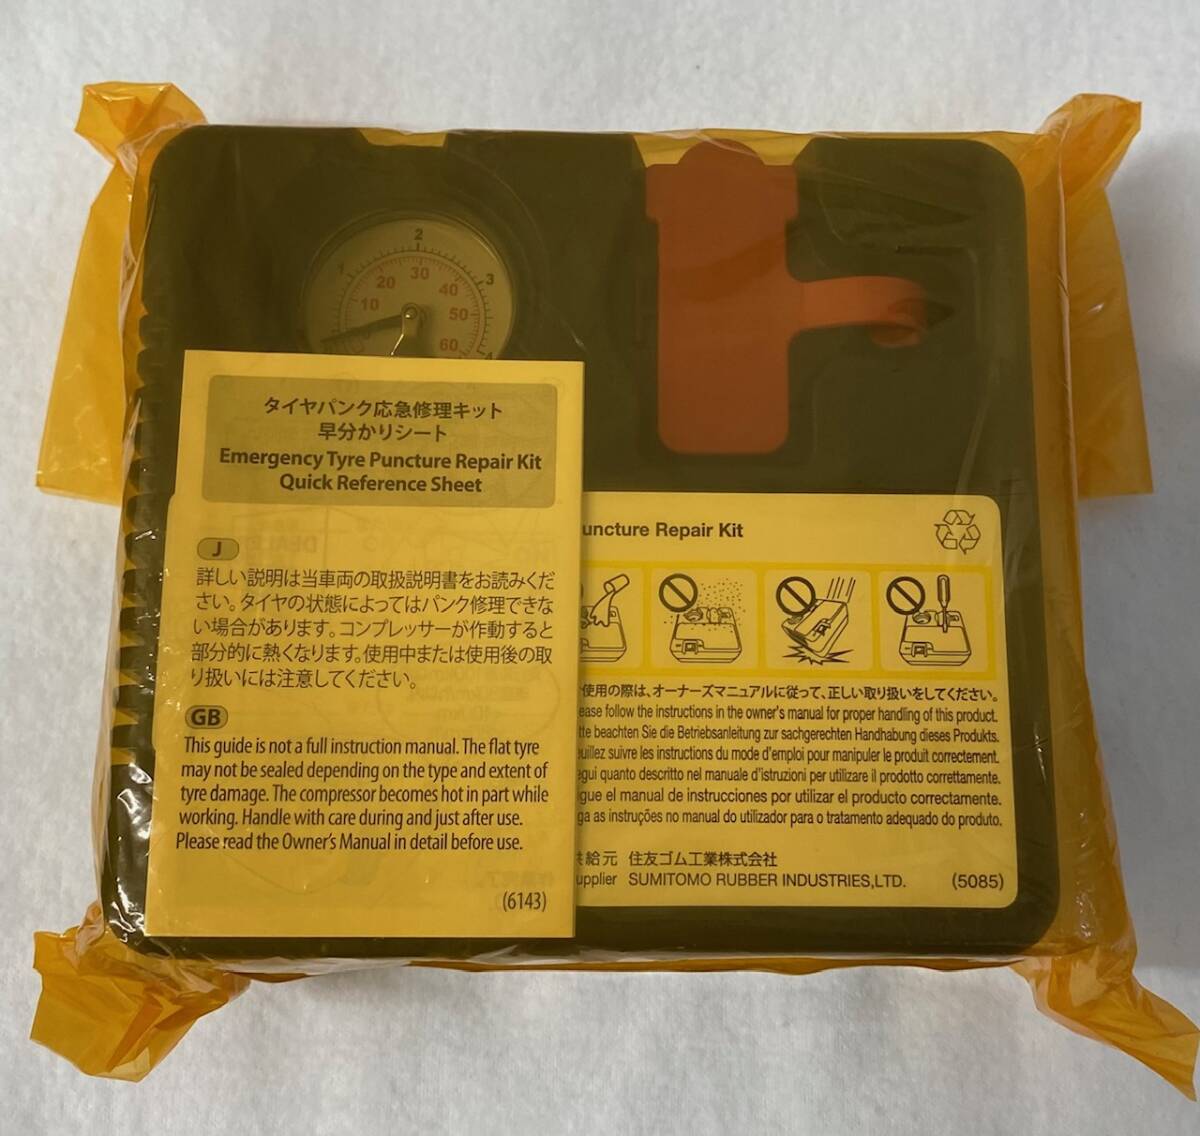 1
2
3
4
10
20
30
40
50
60
タイヤパンク応急修理キット
早分かりシート
Emergency Tyre Puncture Repair Kit
Quick Reference Sheet
J
詳しい説明は当車両の取扱説明書をお読みくだ
さい。タイヤの状態によってはパンク修理できな
い場合があります。コンプレッサーが作動すると
部分的に熱くなります。使用中または使用後の取
り扱いには注意してください。
GB
This guide is not a full instruction manual. The flat tyre
may not be sealed depending on the type and extent of
tyre damage. The compressor becomes hot in part while
working. Handle with care during and just after use.
Please read the Owner's Manual in detail before use.
(6143)
uncture Repair Kit
使用の際は、オーナーズマニュアルに従って、正しい取り扱いをしてください。
ease follow the instructions in the owner's manual for proper handling of this product.
tte beachten Sie die Betriebsanleitung zur sachgerechten Handhabung dieses Produkts.
euillez suivre les instructions du mode d'emploi pour manipuler le produit correctement.
egui quanto descritto nel manuale d'istruzioni per utilizzare il prodotto correttamente.
gue el manual de instrucciones por utilizar el producto correctamente.
ga as instruções no manual do utilizador para o tratamento adequado do produto.
給元 住友ゴム工業株式会社
upplier SUMITOMO RUBBER INDUSTRIES,LTD. (5085)